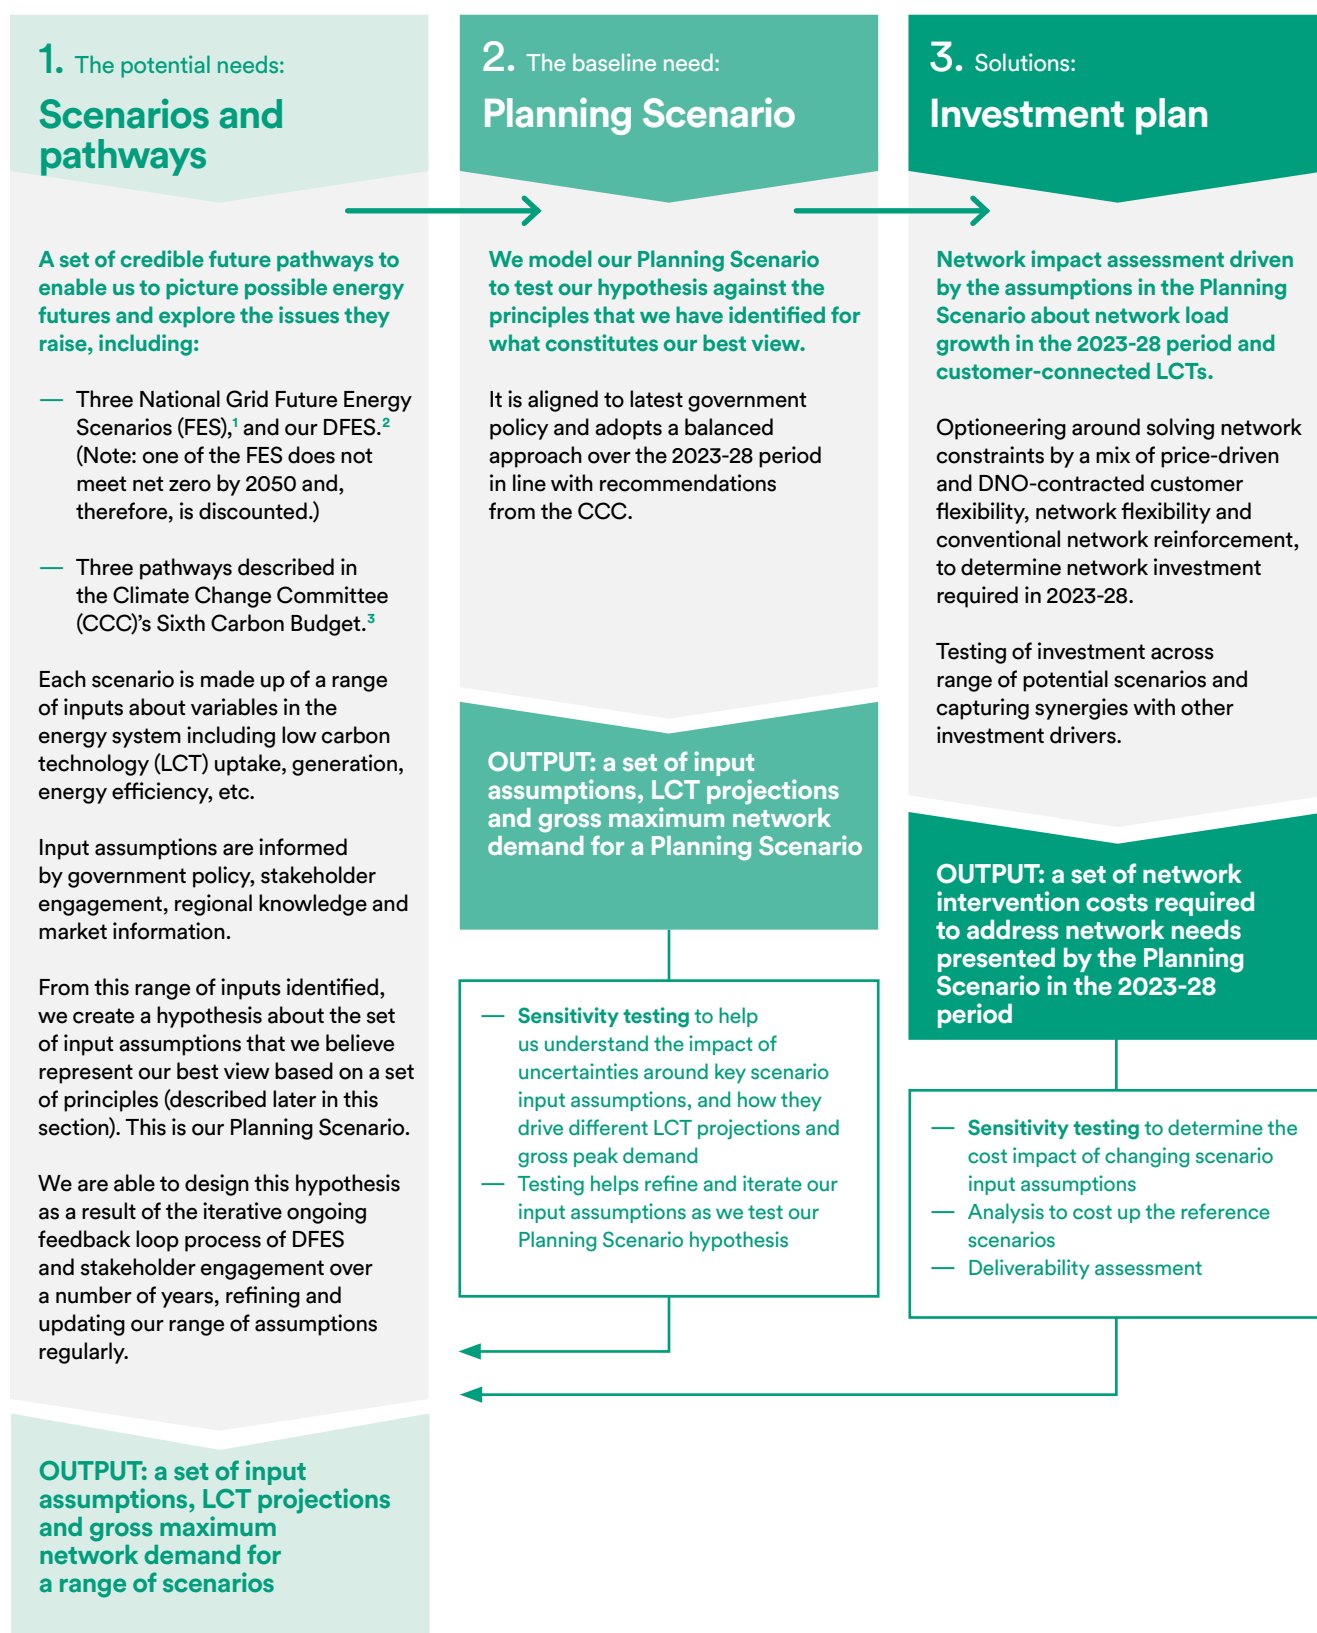 1. The potential needs:
Scenarios and
pathways
A set of credible future pathways to
enable us to picture possible energy
futures and explore the issues they
raise, including:
— Three National Grid Future Energy
Scenarios (FES),¹ and our DFES.²
(Note: one of the FES does not
meet net zero by 2050 and,
therefore, is discounted.)
— Three pathways described in
the Climate Change Committee
(CCC)'s Sixth Carbon Budget.³
Each scenario is made up of a range
of inputs about variables in the
energy system including low carbon
technology (LCT) uptake, generation,
energy efficiency, etc.
Input assumptions are informed
by government policy, stakeholder
engagement, regional knowledge and
market information.
From this range of inputs identified,
we create a hypothesis about the set
of input assumptions that we believe
represent our best view based on a set
of principles (described later in this
section). This is our Planning Scenario.
We are able to design this hypothesis
as a result of the iterative ongoing
feedback loop process of DFES
and stakeholder engagement over
a number of years, refining and
updating our range of assumptions
regularly.
OUTPUT: a set of input
assumptions, LCT projections
and gross maximum
network demand for
a range of scenarios
2. The baseline need:
Planning Scenario
We model our Planning Scenario
to test our hypothesis against the
principles that we have identified for
what constitutes our best view.
It is aligned to latest government
policy and adopts a balanced
approach over the 2023-28 period
in line with recommendations
from the CCC.
OUTPUT: a set of input
assumptions, LCT projections
and gross maximum network
demand for a Planning Scenario
— Sensitivity testing to help
us understand the impact of
uncertainties around key scenario
input assumptions, and how they
drive different LCT projections and
gross peak demand
— Testing helps refine and iterate our
input assumptions as we test our
Planning Scenario hypothesis
3. Solutions:
Investment plan
Network impact assessment driven
by the assumptions in the Planning
Scenario about network load
growth in the 2023-28 period and
customer-connected LCTs.
Optioneering around solving network
constraints by a mix of price-driven
and DNO-contracted customer
flexibility, network flexibility and
conventional network reinforcement,
to determine network investment
required in 2023-28.
Testing of investment across
range of potential scenarios and
capturing synergies with other
investment drivers.
OUTPUT: a set of network
intervention costs required
to address network needs
presented by the Planning
Scenario in the 2023-28
period
— Sensitivity testing to determine the
cost impact of changing scenario
input assumptions
— Analysis to cost up the reference
scenarios
— Deliverability assessment